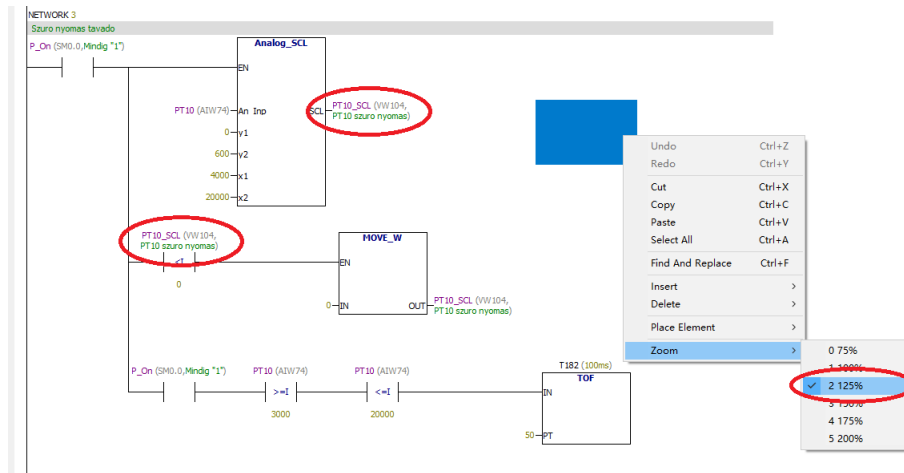 NETWORK 3
Szuro nyomas tavado
P_On (SM0.0,Mindig "1")
Analog_SCL
EN
PT10 (AIW74)
An Inp
SCL
PT10_SCL (VW104,
PT10 szuro nyomas)
0
y1
600
y2
4000
x1
20000
x2
PT10_SCL (VW104,
PT10 szuro nyomas)
<I
0
MOVE_W
EN
0
IN
OUT
PT10_SCL (VW104,
PT10 szuro nyomas)
P_On (SM0.0,Mindig "1")
PT10 (AIW74)
>=I
3000
PT10 (AIW74)
<=I
20000
T182 (100ms)
TOF
IN
50
PT
Undo Ctrl+Z
Redo Ctrl+Y
Cut Ctrl+X
Copy Ctrl+C
Paste Ctrl+V
Select All Ctrl+A
Find And Replace Ctrl+F
Insert >
Delete >
Place Element >
Zoom >
0 75%
1 100%
2 125%
3 150%
4 175%
5 200%